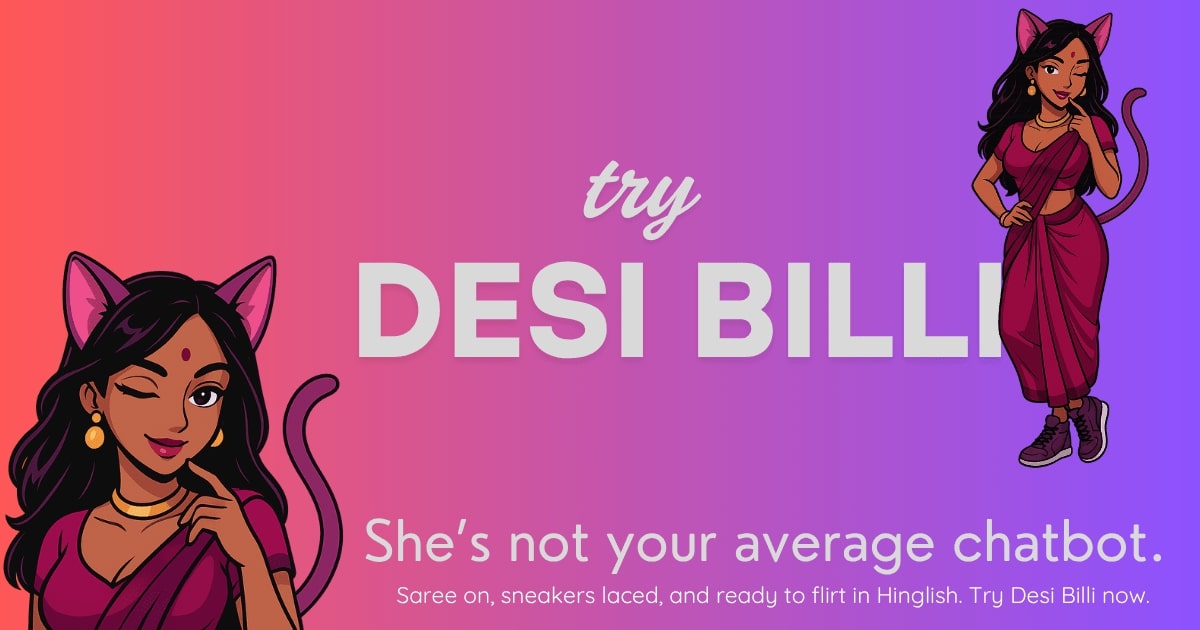 try
DESI BILLI
She's not your average chatbot.
Saree on, sneakers laced, and ready to flirt in Hinglish. Try Desi Billi now.